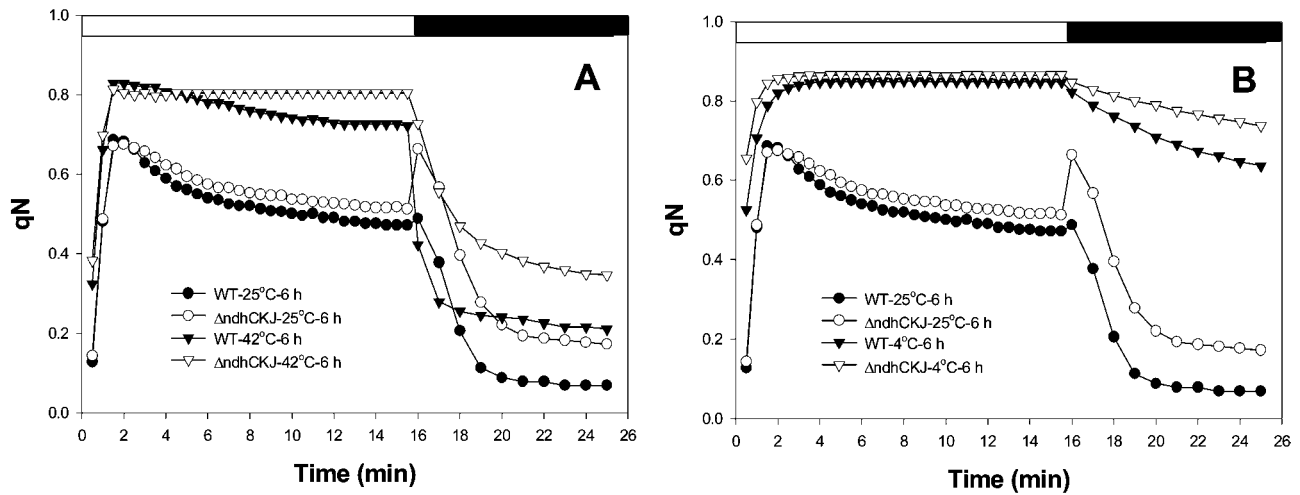 A
qN
1.0
0.8
0.6
0.4
0.2
0.0
WT-25°C-6 h
ΔndhCKJ-25°C-6 h
WT-42°C-6 h
ΔndhCKJ-42°C-6 h
0 2 4 6 8 10 12 14 16 18 20 22 24 26
Time (min)
B
qN
1.0
0.8
0.6
0.4
0.2
0.0
WT-25°C-6 h
ΔndhCKJ-25°C-6 h
WT-4°C-6 h
ΔndhCKJ-4°C-6 h
0 2 4 6 8 10 12 14 16 18 20 22 24 26
Time (min)